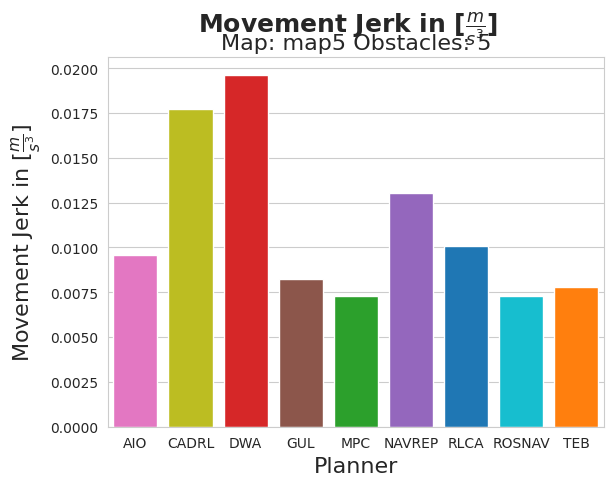 Movement Jerk in [m/s³]
Map: map5 Obstacles: 5
Movement Jerk in [m/s³]
0.0200
0.0175
0.0150
0.0125
0.0100
0.0075
0.0050
0.0025
0.0000
AIO CADRL DWA GUL MPC NAVREP RLCA ROSNAV TEB
Planner